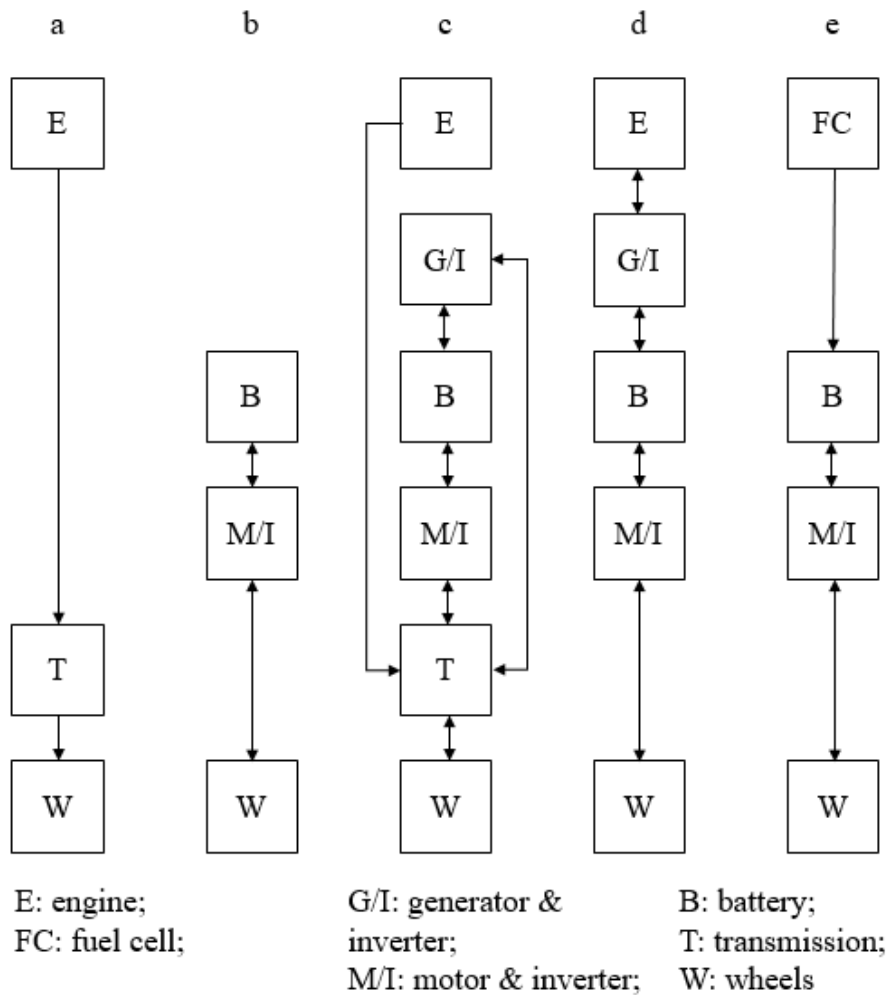 a b c d e
E E E FC
G/I G/I
B B B B
M/I M/I M/I M/I
T T
W W W W W
E: engine; G/I: generator & B: battery;
FC: fuel cell; inverter; T: transmission;
M/I: motor & inverter; W: wheels